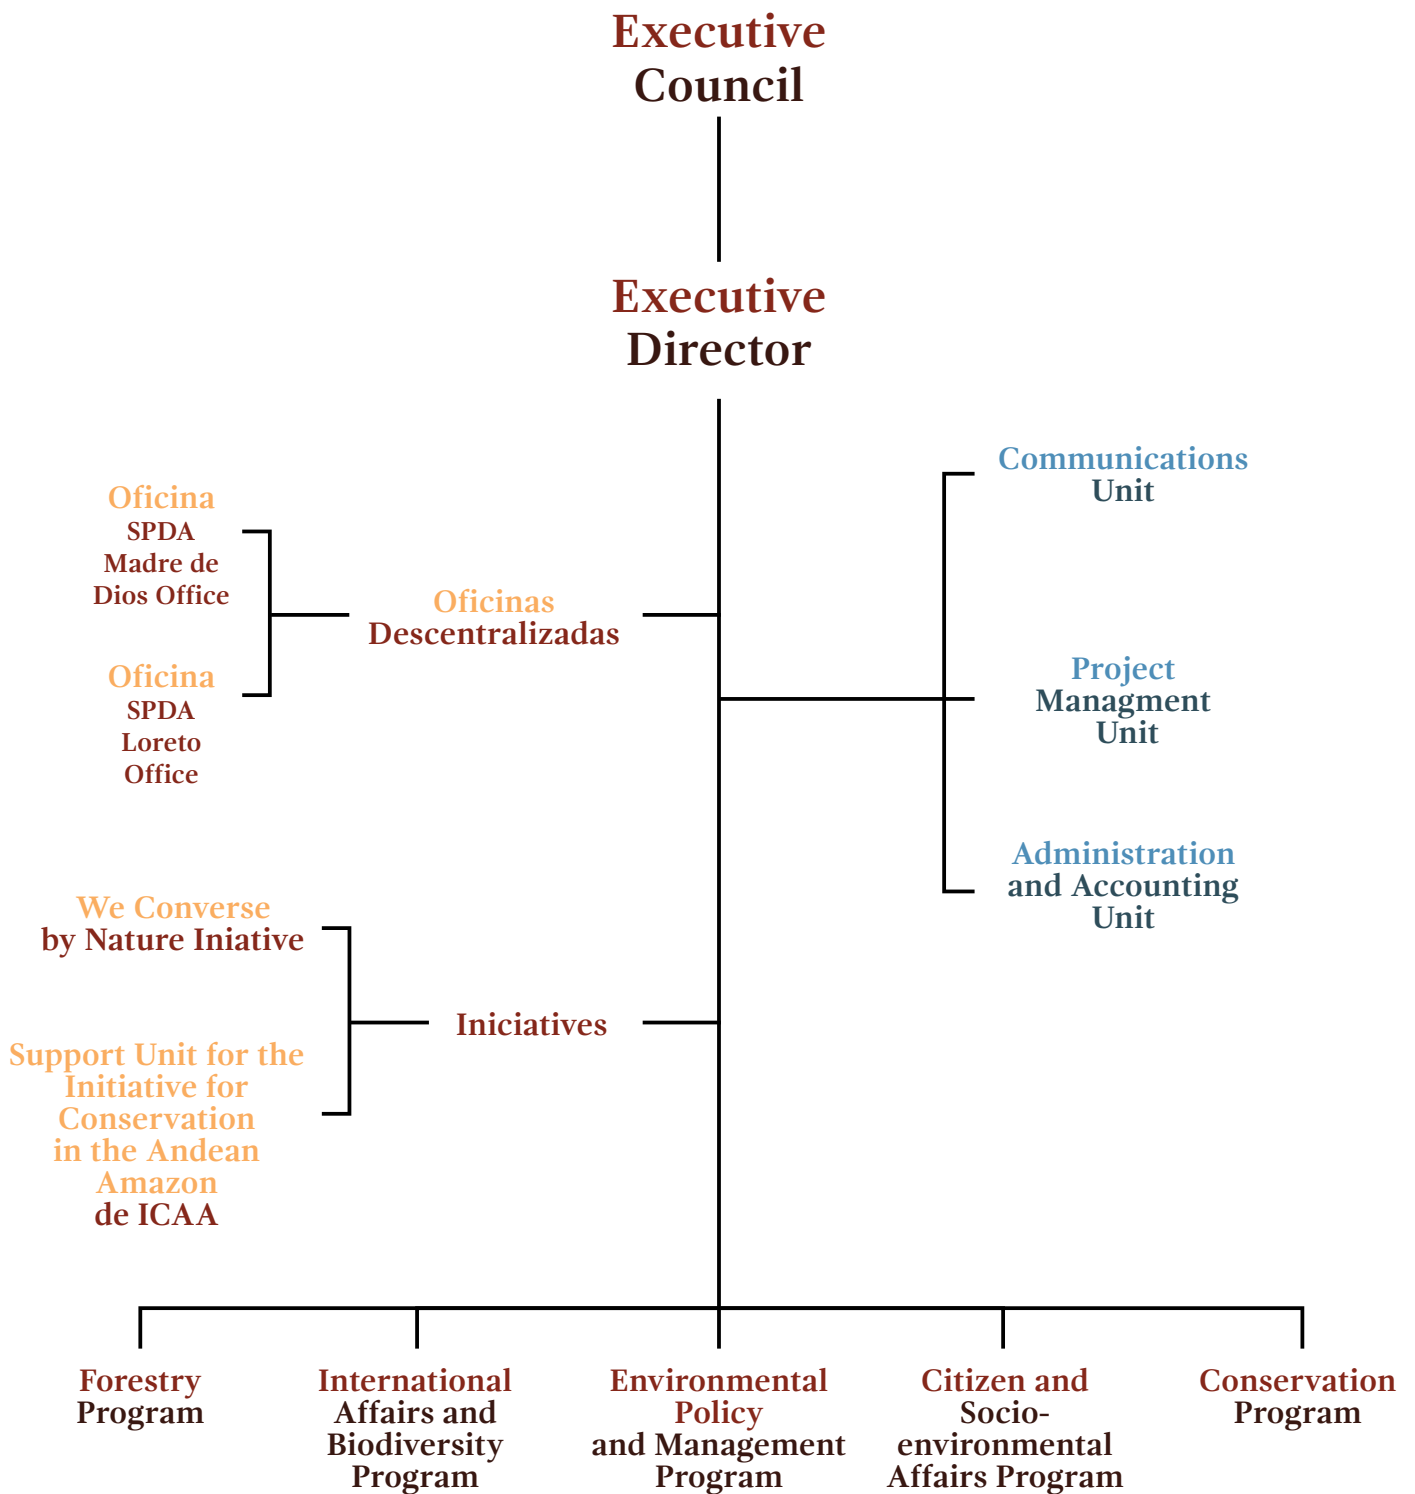 Executive
Council
Executive
Director
Communications
Unit
Oficina
SPDA
Madre de
Dios Office
Oficinas
Descentralizadas
Oficina
SPDA
Loreto
Office
Project
Managment
Unit
Administration
and Accounting
Unit
We Converse
by Nature Iniative
Iniciatives
Support Unit for the
Initiative for
Conservation
in the Andean
Amazon
de ICAA
Forestry
Program
International
Affairs and
Biodiversity
Program
Environmental
Policy
and Management
Program
Citizen and
Socio-
environmental
Affairs Program
Conservation
Program